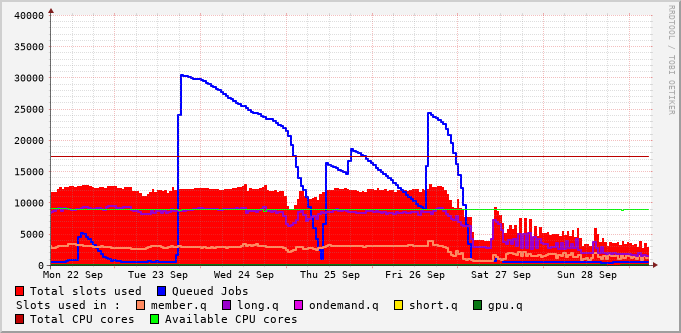 40000
35000
30000
25000
20000
15000
10000
5000
0
Mon 22 Sep Tue 23 Sep Wed 24 Sep Thu 25 Sep Fri 26 Sep Sat 27 Sep Sun 28 Sep
RRDTOOL / TOBI OETIKER
Total slots used Queued Jobs
Slots used in : member.q long.q ondemand.q short.q gpu.q
Total CPU cores Available CPU cores